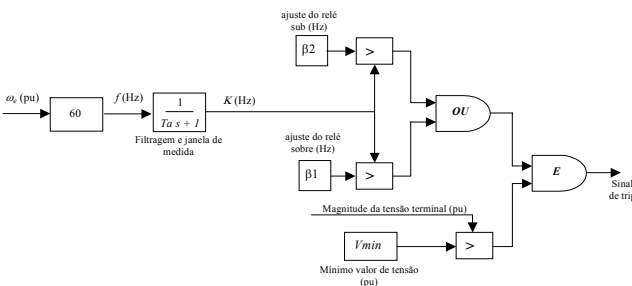 ajuste do relé
sub (Hz)
β2
>
ωe (pu)
60
f (Hz)
1
Ta s + 1
K (Hz)
Filtragem e janela de
medida
OU
ajuste do relé
sobre (Hz)
β1
>
E
Sinal
de trip
Magnitude da tensão terminal (pu)
Vmin
>
Mínimo valor de tensão
(pu)